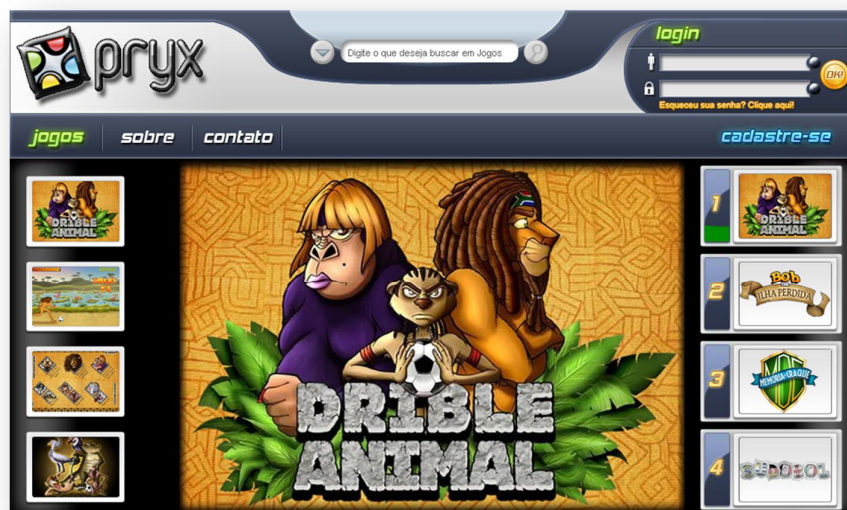 pryx
Digite o que deseja buscar em Jogos
login
OK!
Esqueceu sua senha? Clique aqui!
jogos
sobre
contato
cadastre-se
DRIBLE
ANIMAL
DRIBLE
ANIMAL
1
DRIBLE
ANIMAL
2
Bob
ILHA PERDIDA
3
MEMÓRIA CRAQUE
4